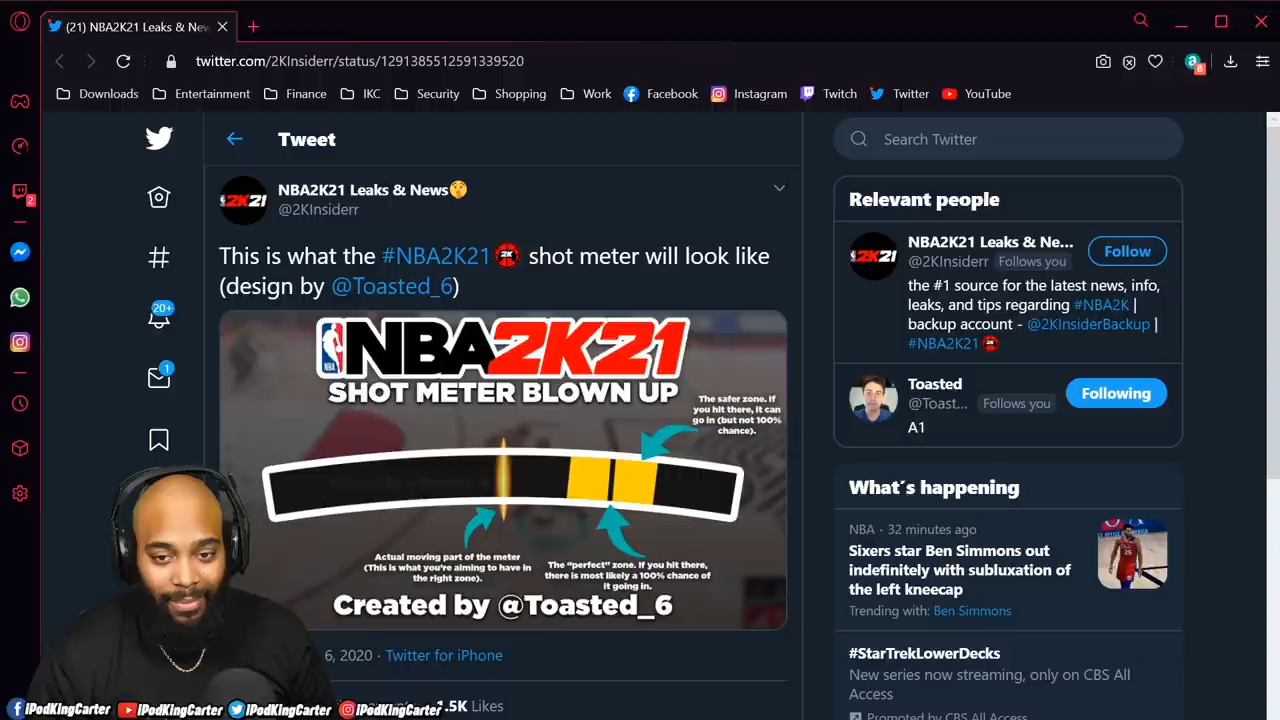 (21) NBA2K21 Leaks & New
twitter.com/2KInsiderr/status/1291385512591339520
Downloads Entertainment Finance IKC Security Shopping Work Facebook Instagram Twitch Twitter YouTube
Tweet
Search Twitter
NBA2K21 Leaks & News
@2KInsiderr
This is what the #NBA2K21 shot meter will look like
(design by @Toasted_6)
NBA2K21
SHOT METER BLOWN UP
The safer zone. If
you hit there, it can
go in (but not 100%
chance).
Actual moving part of the meter
(This is what you're aiming to have in
the right zone).
The "perfect" zone. If you hit there,
there is most likely a 100% chance of
it going in.
Created by @Toasted_6
6, 2020 · Twitter for iPhone
.5K Likes
Relevant people
NBA2K21 Leaks & Ne...
@2KInsiderr Follows you
Follow
the #1 source for the latest news, info,
leaks, and tips regarding #NBA2K |
backup account - @2KInsiderBackup |
#NBA2K21
Toasted
@Toast... Follows you
Following
A1
What's happening
NBA · 32 minutes ago
Sixers star Ben Simmons out
indefinitely with subluxation of
the left kneecap
Trending with: Ben Simmons
#StarTrekLowerDecks
New series now streaming, only on CBS All
Access
Promoted by CBS All Access
20+
1
2
8
2K21
2K21
NBA
iPodKingCarter iPodKingCarter iPodKingCarter iPodKingCarter